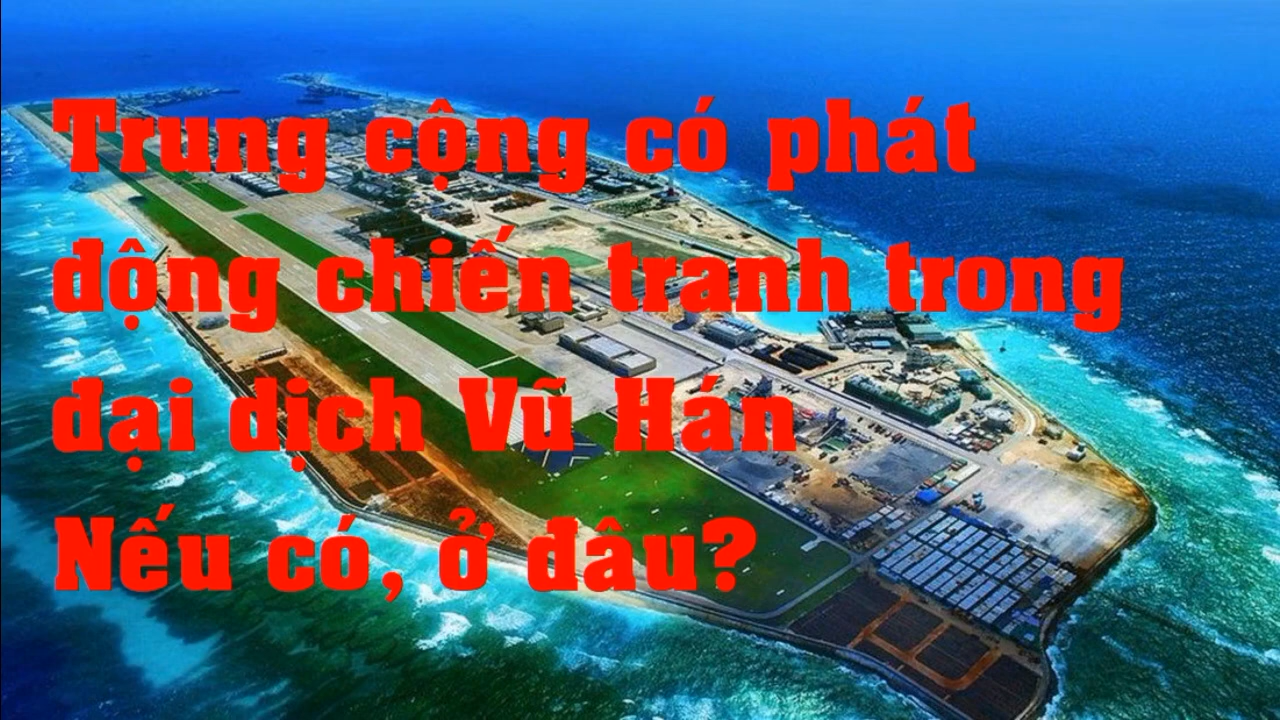 Trung cộng có phát
động chiến tranh trong
đại dịch Vũ Hán
Nếu có, ở đâu?